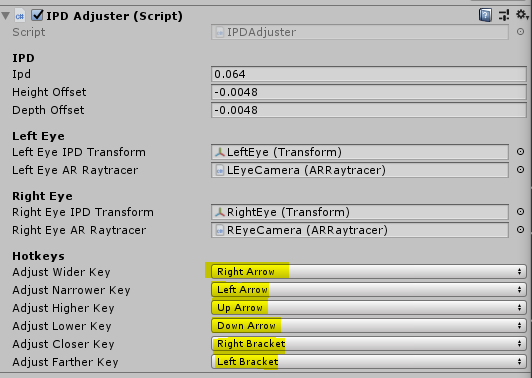 IPD Adjuster (Script)
Script IPDAdjuster
IPD
Ipd 0.064
Height Offset -0.0048
Depth Offset -0.0048
Left Eye
Left Eye IPD Transform LeftEye (Transform)
Left Eye AR Raytracer LEyeCamera (ARRaytracer)
Right Eye
Right Eye IPD Transform RightEye (Transform)
Right Eye AR Raytracer REyeCamera (ARRaytracer)
Hotkeys
Adjust Wider Key Right Arrow
Adjust Narrower Key Left Arrow
Adjust Higher Key Up Arrow
Adjust Lower Key Down Arrow
Adjust Closer Key Right Bracket
Adjust Farther Key Left Bracket